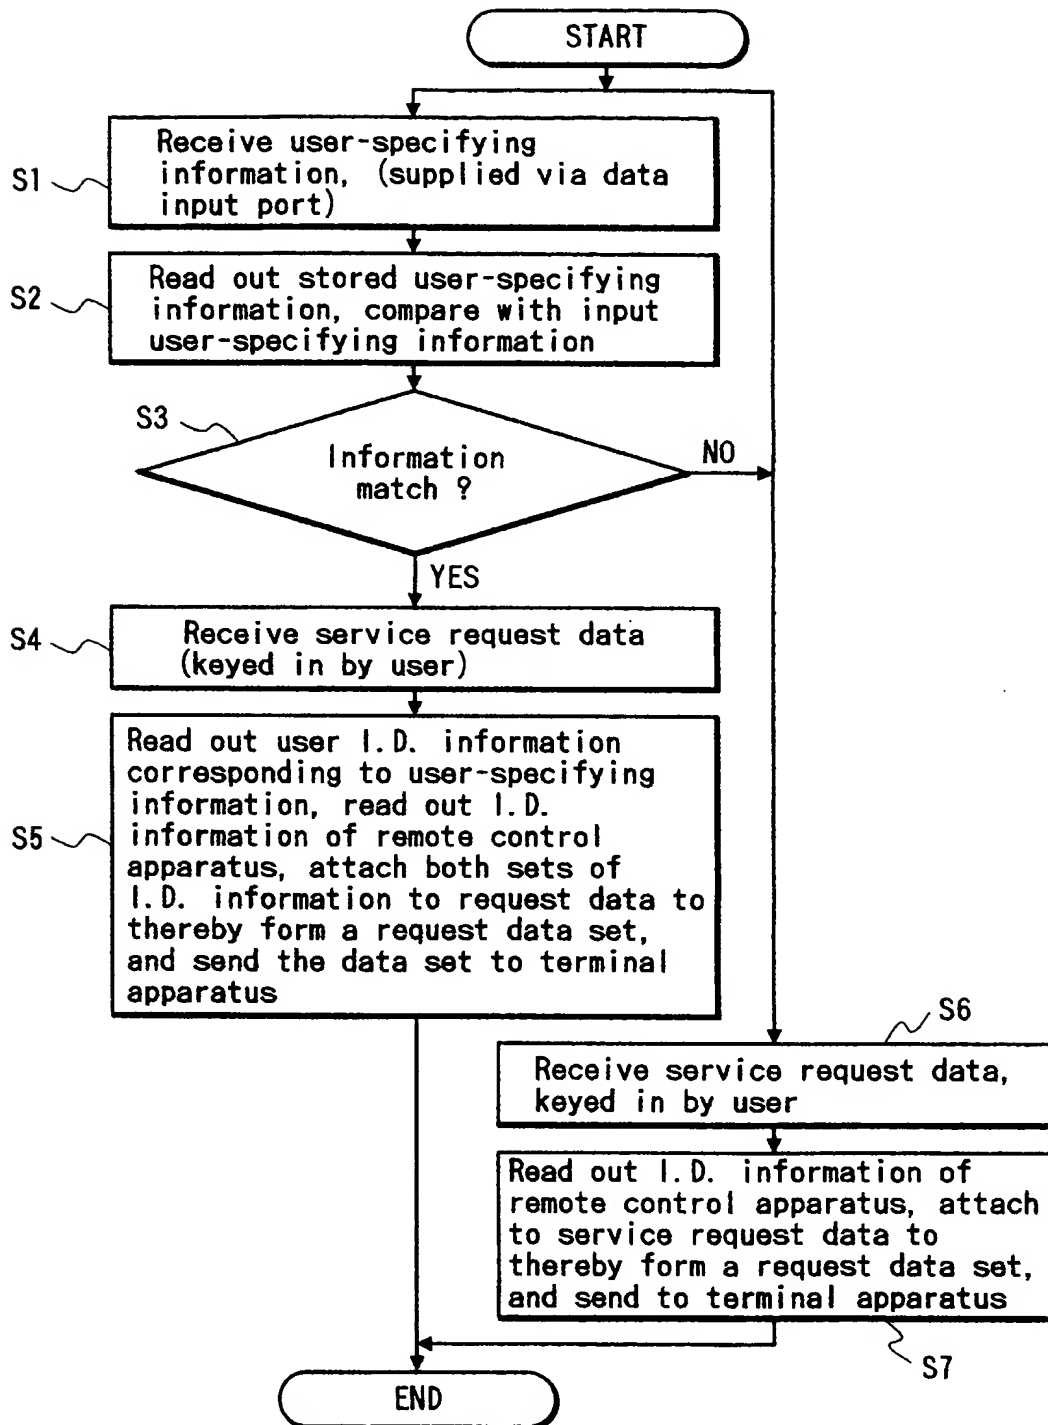 START
S1
Receive user-specifying
information, (supplied via data
input port)
S2
Read out stored user-specifying
information, compare with input
user-specifying information
S3
Information
match ?
NO
YES
S4
Receive service request data
(keyed in by user)
S5
Read out user I.D. information
corresponding to user-specifying
information, read out I.D.
information of remote control
apparatus, attach both sets of
I.D. information to request data to
thereby form a request data set,
and send the data set to terminal
apparatus
S6
Receive service request data,
keyed in by user
Read out I.D. information of
remote control apparatus, attach
to service request data to
thereby form a request data set,
and send to terminal apparatus
S7
END